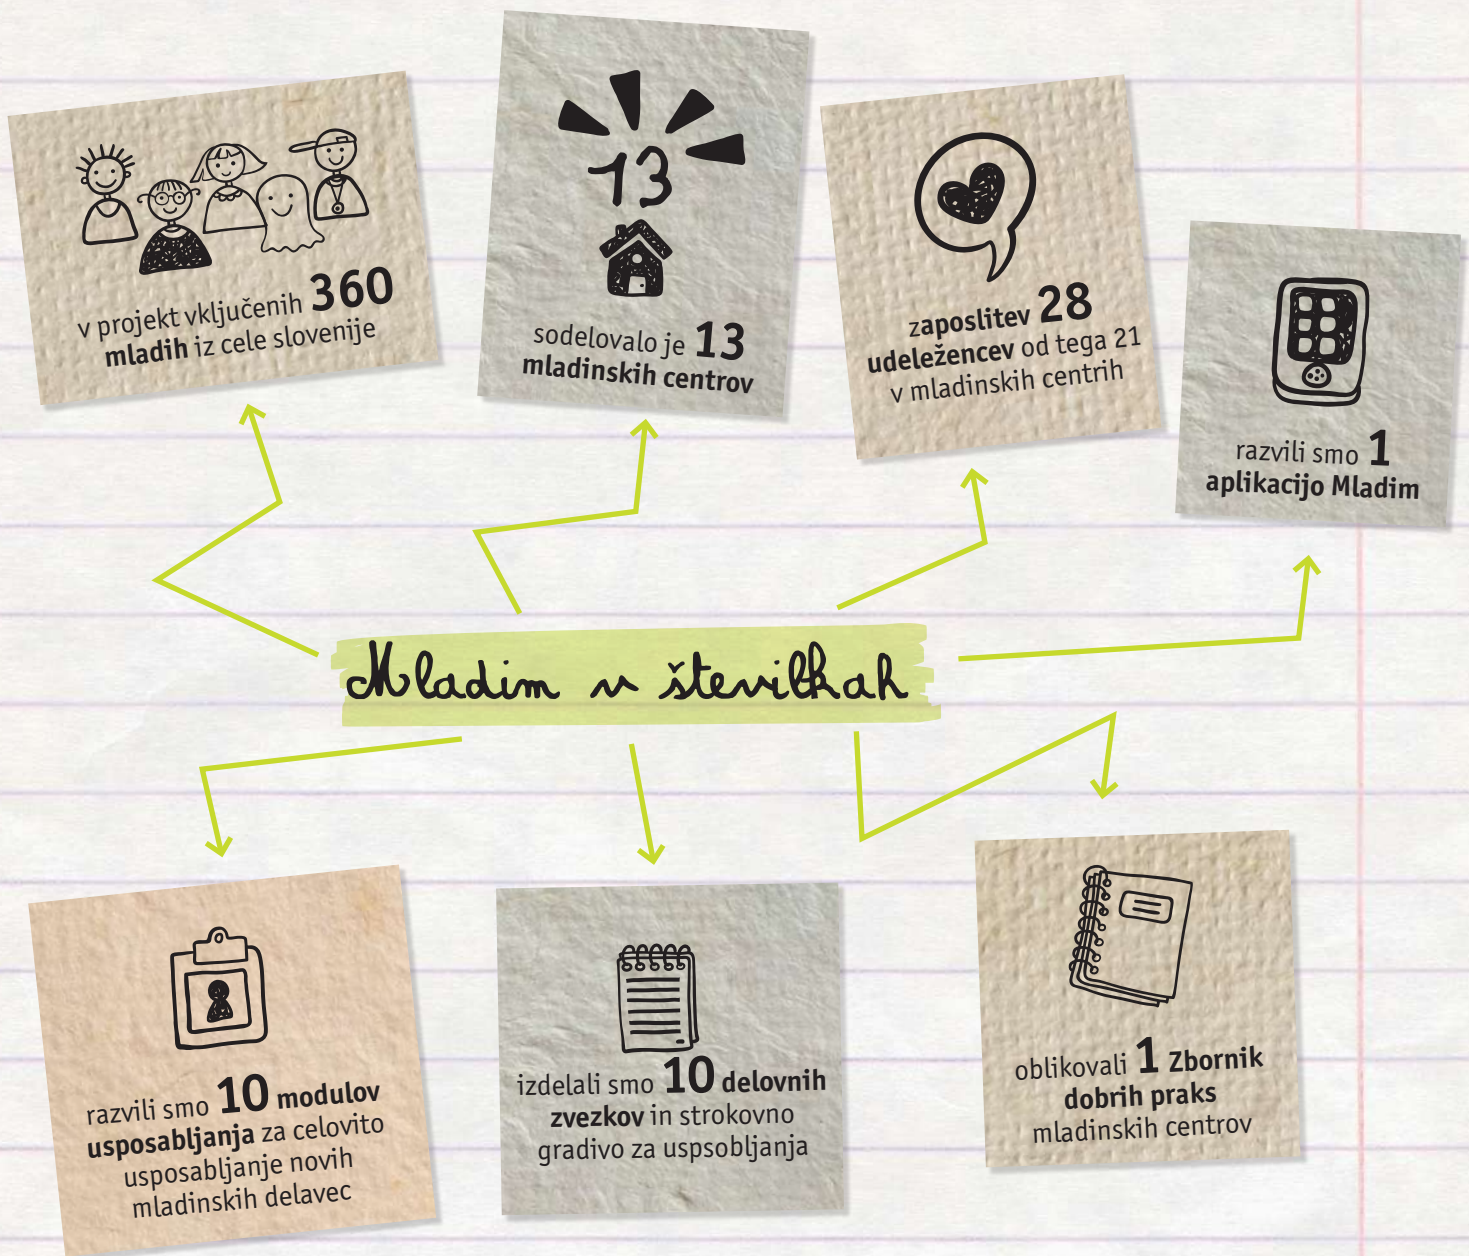 v projekt vključenih 360
mladih iz cele slovenije
13
sodelovalo je 13
mladinskih centrov
zaposlitev 28
udeležencev od tega 21
v mladinskih centrih
razvili smo 1
aplikacijo Mladim
Mladim v številkah
razvili smo 10 modulov
usposabljanja za celovito
usposabljanje novih
mladinskih delavec
izdelali smo 10 delovnih
zvezkov in strokovno
gradivo za uspsobljanja
oblikovali 1 Zbornik
dobrih praks
mladinskih centrov